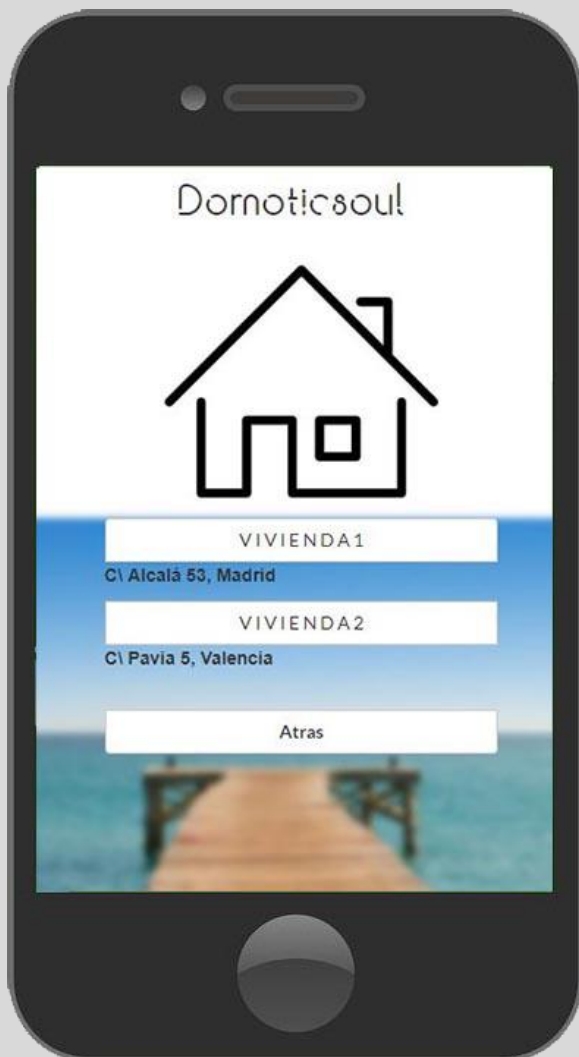 Domoticsoul
VIVIENDA1
C\ Alcalá 53, Madrid
VIVIENDA2
C\ Pavia 5, Valencia
Atras